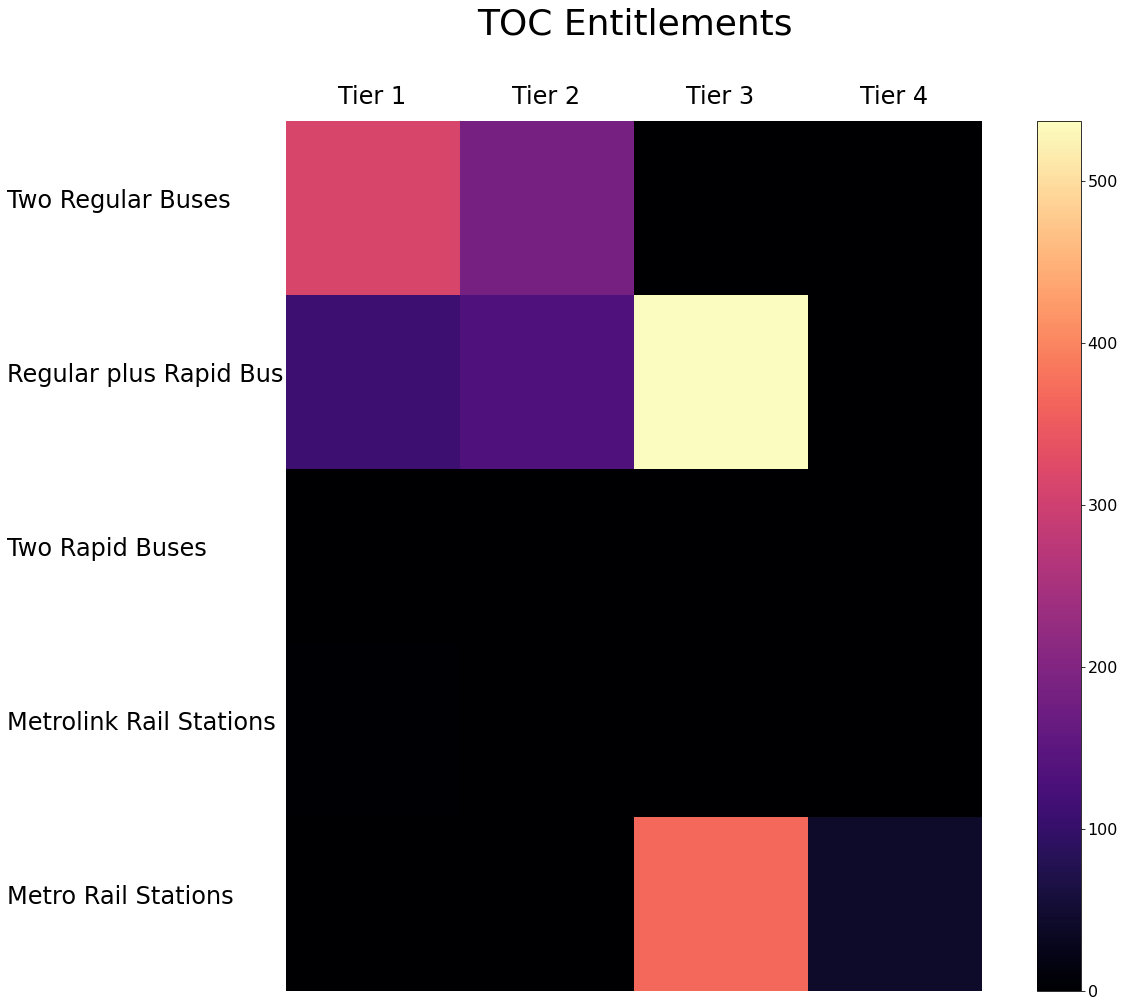 TOC Entitlements
Tier 1 Tier 2 Tier 3 Tier 4
Two Regular Buses
Regular plus Rapid Bus
Two Rapid Buses
Metrolink Rail Stations
Metro Rail Stations
500
400
300
200
100
0